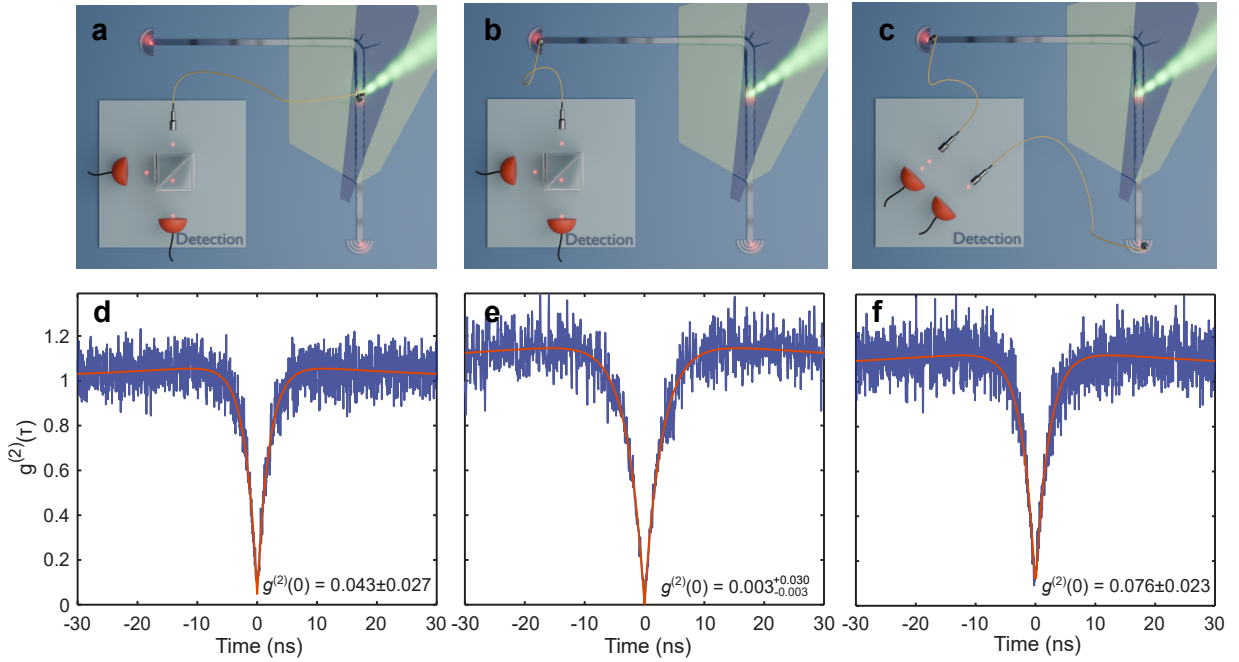 a
b
c
Detection
Detection
Detection
d
e
f
g(2)(τ)
1.2
1
0.8
0.6
0.4
0.2
0
g(2)(0) = 0.043±0.027
g(2)(0) = 0.003+0.030-0.003
g(2)(0) = 0.076±0.023
-30 -20 -10 0 10 20 30
-30 -20 -10 0 10 20 30
-30 -20 -10 0 10 20 30
Time (ns)
Time (ns)
Time (ns)